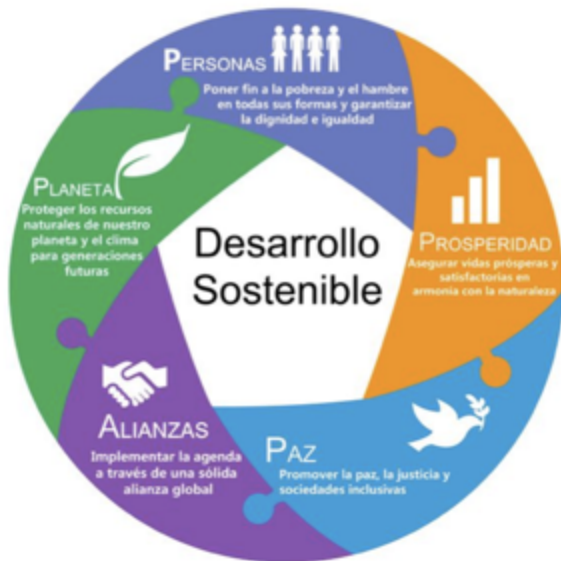 PERSONAS
Poner fin a la pobreza y el hambre
en todas sus formas y garantizar
la dignidad e igualdad
PLANETA
Proteger los recursos
naturales de nuestro
planeta y el clima
para generaciones
futuras
Desarrollo
Sostenible
PROSPERIDAD
Asegurar vidas prósperas y
satisfactorias en
armonía con la naturaleza
ALIANZAS
Implementar la agenda
a través de una sólida
alianza global
PAZ
Promover la paz, la justicia y
sociedades inclusivas